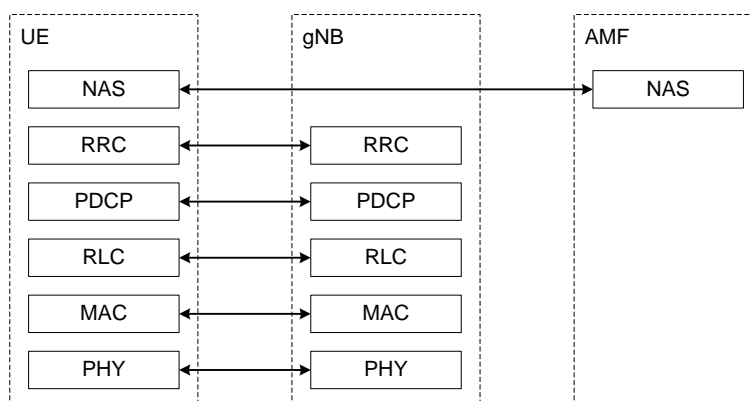 UE gNB AMF
NAS NAS
RRC RRC
PDCP PDCP
RLC RLC
MAC MAC
PHY PHY